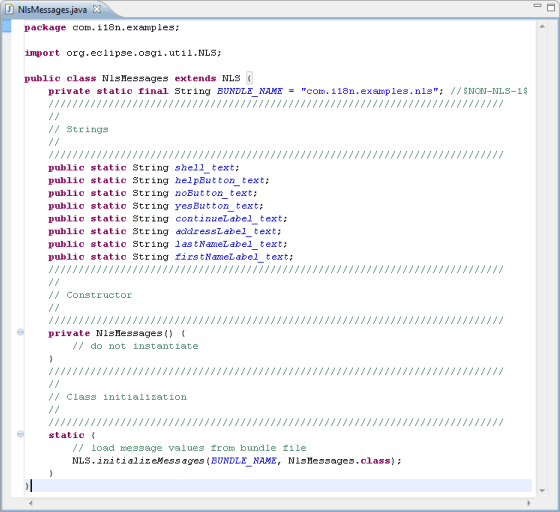 NlsMessages.java
package com.i18n.examples;
import org.eclipse.osgi.util.NLS;
public class NlsMessages extends NLS {
private static final String BUNDLE_NAME = "com.i18n.examples.nls"; //$NON-NLS-1$
////////////////////////////////////////////////////////////////////////////
//
// Strings
//
////////////////////////////////////////////////////////////////////////////
public static String shell_text;
public static String helpButton_text;
public static String noButton_text;
public static String yesButton_text;
public static String continueLabel_text;
public static String addressLabel_text;
public static String lastNameLabel_text;
public static String firstNameLabel_text;
////////////////////////////////////////////////////////////////////////////
//
// Constructor
//
////////////////////////////////////////////////////////////////////////////
private NlsMessages() {
// do not instantiate
}
////////////////////////////////////////////////////////////////////////////
//
// Class initialization
//
////////////////////////////////////////////////////////////////////////////
static {
// load message values from bundle file
NLS.initializeMessages(BUNDLE_NAME, NlsMessages.class);
}
}